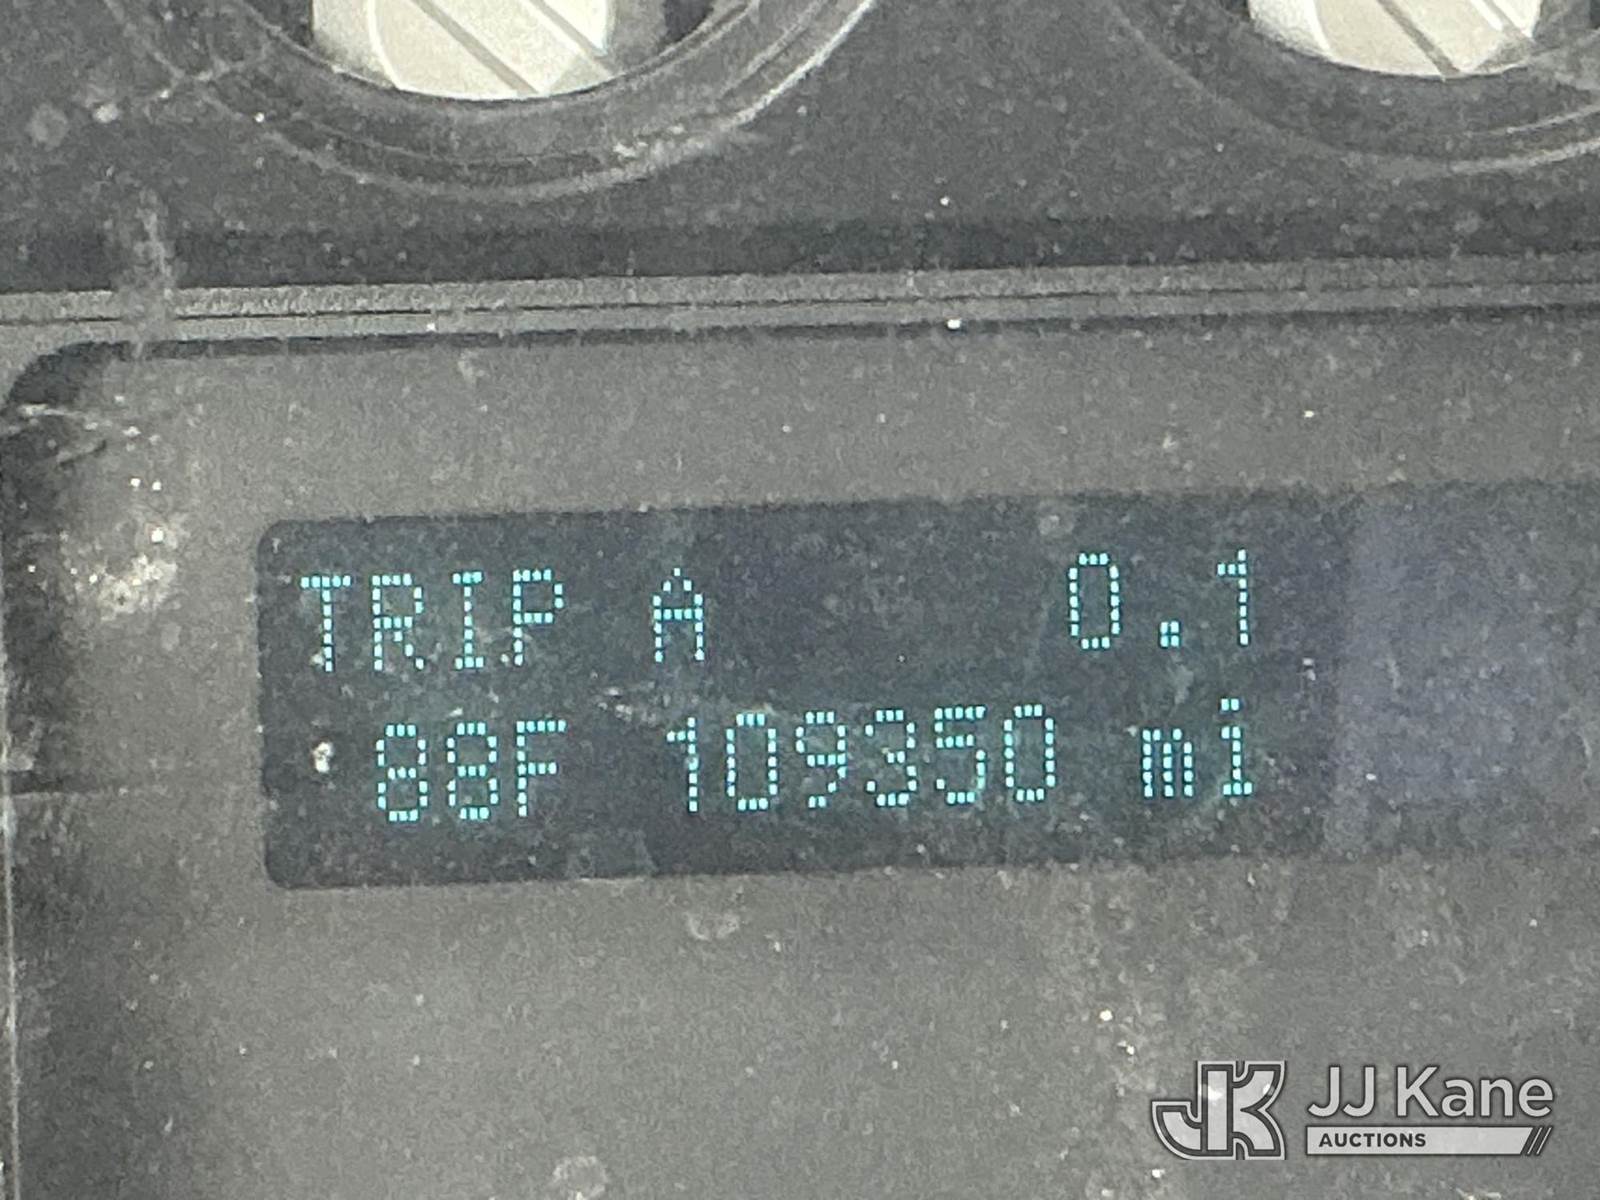 TRIP A 0.1
88F 109350 mi
JK JJ Kane
AUCTIONS